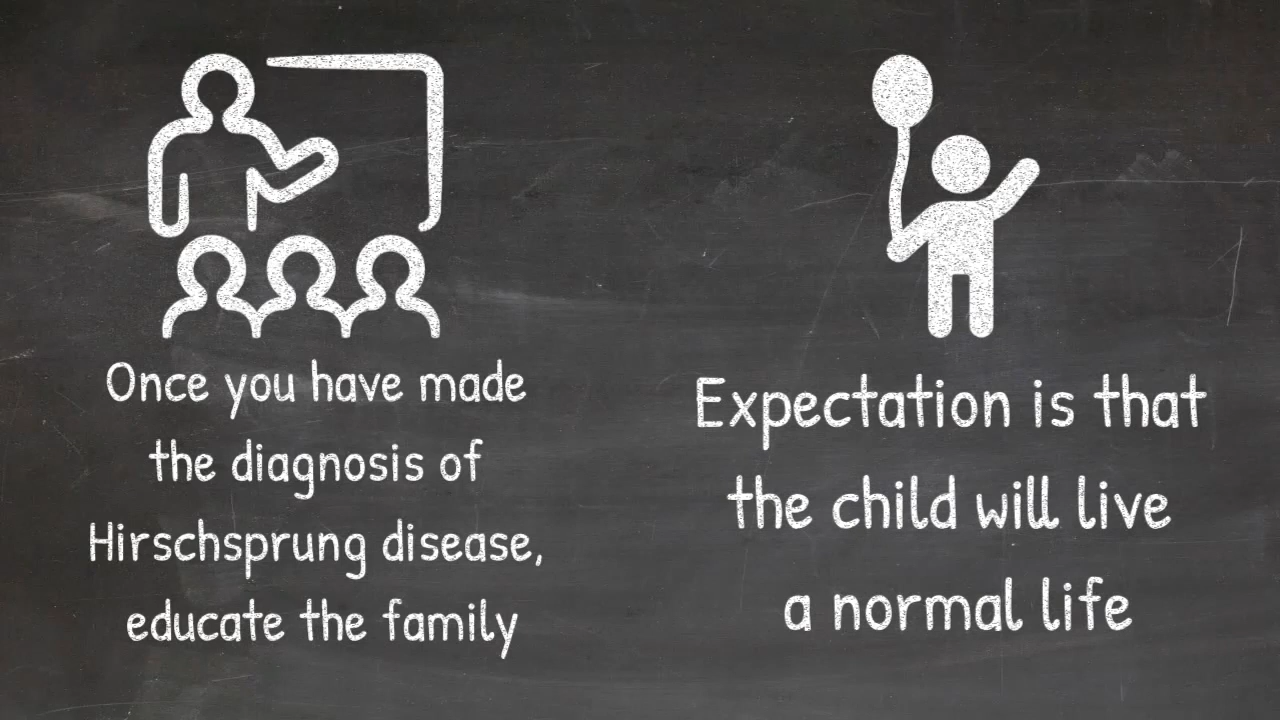 Once you have made
the diagnosis of
Hirschsprung disease,
educate the family
Expectation is that
the child will live
a normal life